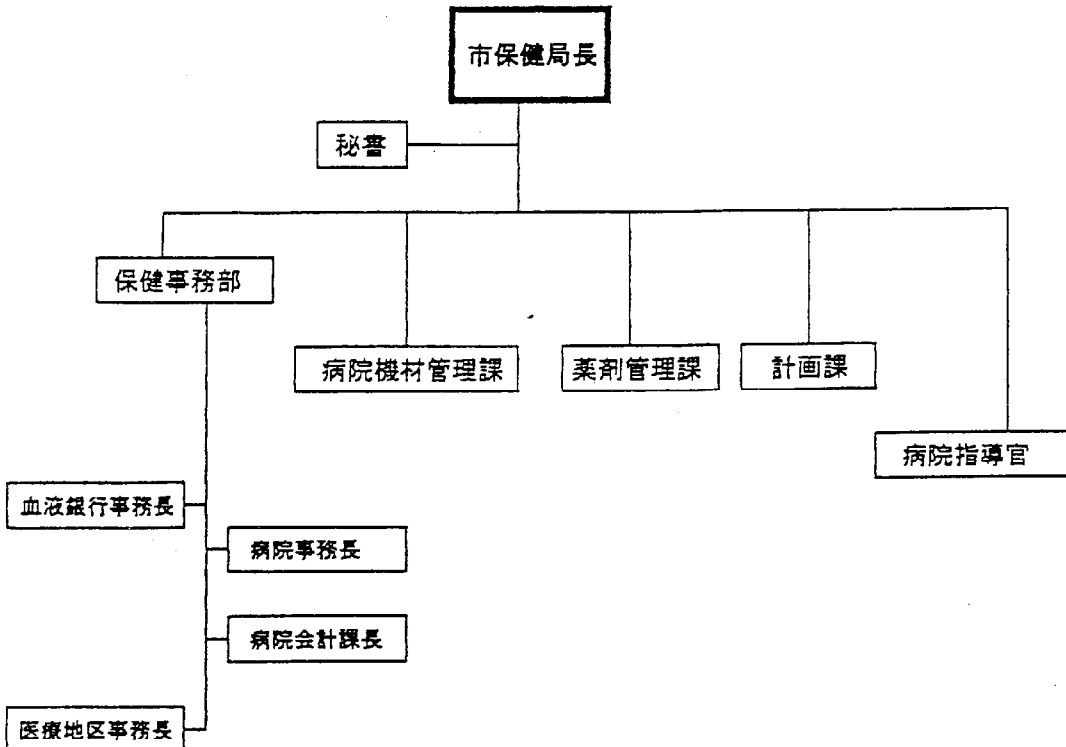 市保健局長
秘書
保健事務部
病院機材管理課
薬剤管理課
計画課
病院指導官
血液銀行事務長
病院事務長
病院会計課長
医療地区事務長